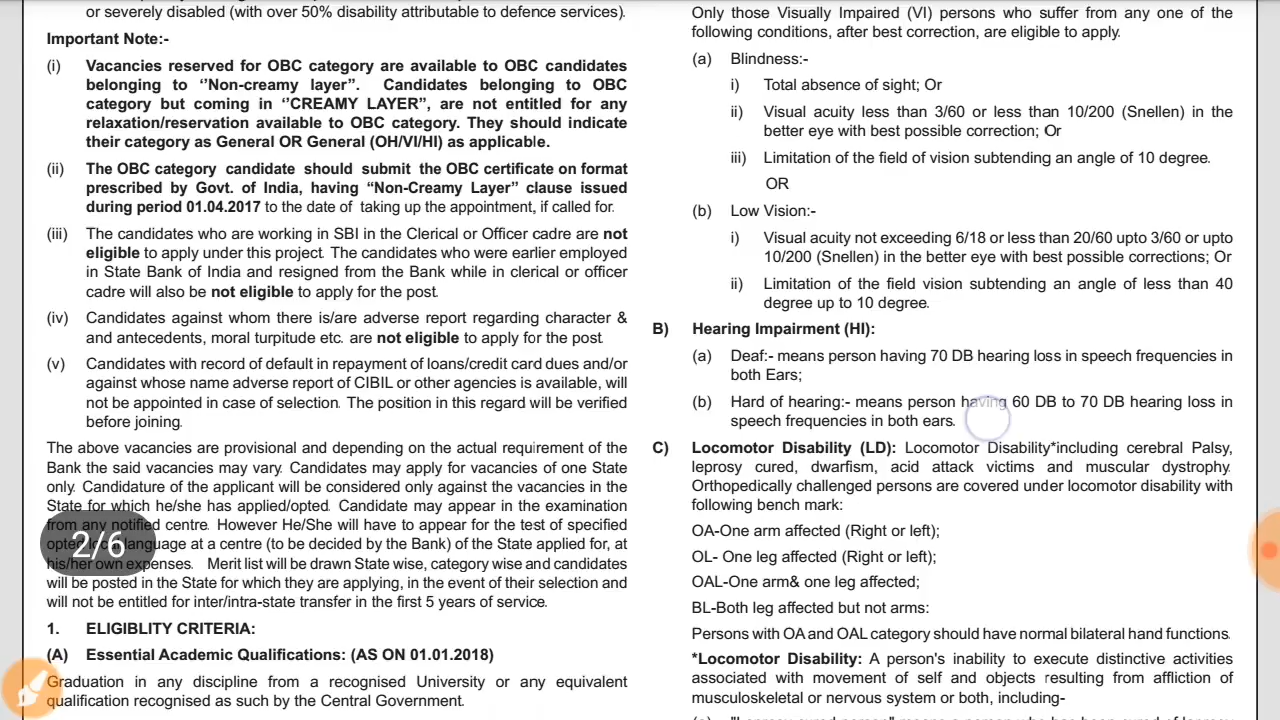 or severely disabled (with over 50% disability attributable to defence services).
Important Note:-
(i) Vacancies reserved for OBC category are available to OBC candidates
belonging to ‘’Non-creamy layer”. Candidates belonging to OBC
category but coming in ‘’CREAMY LAYER”, are not entitled for any
relaxation/reservation available to OBC category. They should indicate
their category as General OR General (OH/VI/HI) as applicable.
(ii) The OBC category candidate should submit the OBC certificate on format
prescribed by Govt. of India, having “Non-Creamy Layer” clause issued
during period 01.04.2017 to the date of taking up the appointment, if called for.
(iii) The candidates who are working in SBI in the Clerical or Officer cadre are not
eligible to apply under this project. The candidates who were earlier employed
in State Bank of India and resigned from the Bank while in clerical or officer
cadre will also be not eligible to apply for the post.
(iv) Candidates against whom there is/are adverse report regarding character &
and antecedents, moral turpitude etc. are not eligible to apply for the post
(v) Candidates with record of default in repayment of loans/credit card dues and/or
against whose name adverse report of CIBIL or other agencies is available, will
not be appointed in case of selection. The position in this regard will be verified
before joining.
The above vacancies are provisional and depending on the actual requirement of the
Bank the said vacancies may vary. Candidates may apply for vacancies of one State
only. Candidature of the applicant will be considered only against the vacancies in the
State for which he/she has applied/opted. Candidate may appear in the examination
from any notified centre. However He/She will have to appear for the test of specified
opted local language at a centre (to be decided by the Bank) of the State applied for, at
his/her own expenses. Merit list will be drawn State wise, category wise and candidates
will be posted in the State for which they are applying, in the event of their selection and
will not be entitled for inter/intra-state transfer in the first 5 years of service.
2/6
1. ELIGIBLITY CRITERIA:
(A) Essential Academic Qualifications: (AS ON 01.01.2018)
Graduation in any discipline from a recognised University or any equivalent
qualification recognised as such by the Central Government.
Only those Visually Impaired (VI) persons who suffer from any one of the
following conditions, after best correction, are eligible to apply.
(a) Blindness:-
i) Total absence of sight; Or
ii) Visual acuity less than 3/60 or less than 10/200 (Snellen) in the
better eye with best possible correction; Or
iii) Limitation of the field of vision subtending an angle of 10 degree.
OR
(b) Low Vision:-
i) Visual acuity not exceeding 6/18 or less than 20/60 upto 3/60 or upto
10/200 (Snellen) in the better eye with best possible corrections; Or
ii) Limitation of the field vision subtending an angle of less than 40
degree up to 10 degree.
B) Hearing Impairment (HI):
(a) Deaf:- means person having 70 DB hearing loss in speech frequencies in
both Ears;
(b) Hard of hearing:- means person having 60 DB to 70 DB hearing loss in
speech frequencies in both ears.
C) Locomotor Disability (LD): Locomotor Disability*including cerebral Palsy,
leprosy cured, dwarfism, acid attack victims and muscular dystrophy.
Orthopedically challenged persons are covered under locomotor disability with
following bench mark:
OA-One arm affected (Right or left);
OL- One leg affected (Right or left);
OAL-One arm& one leg affected;
BL-Both leg affected but not arms:
Persons with OA and OAL category should have normal bilateral hand functions.
*Locomotor Disability: A person's inability to execute distinctive activities
associated with movement of self and objects resulting from affliction of
musculoskeletal or nervous system or both, including-